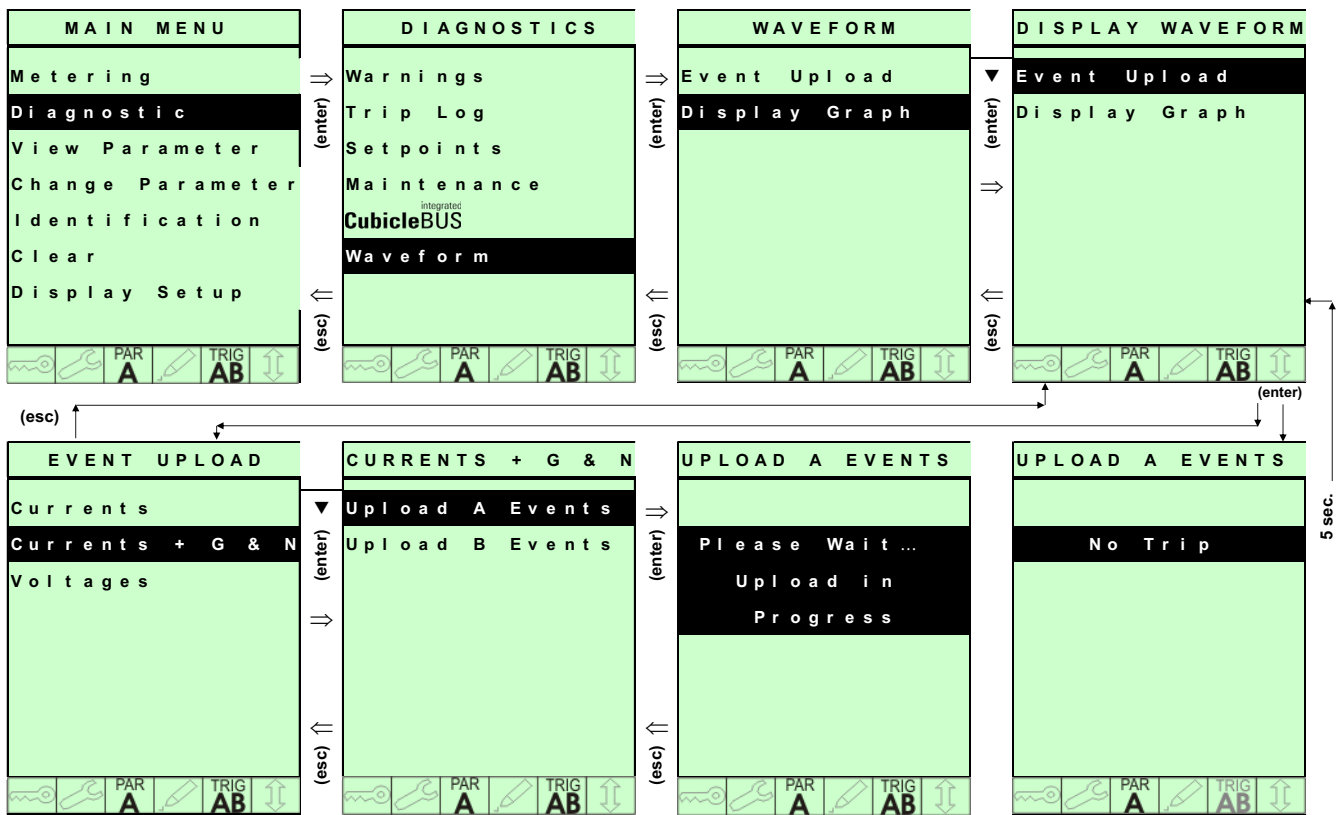 MAIN MENU
Metering
Diagnostic
View Parameter
Change Parameter
Identification
Clear
Display Setup
PAR
A
TRIG
AB
⇒
(enter)
⇐
(esc)
DIAGNOSTICS
Warnings
Trip Log
Setpoints
Maintenance
integrated
CubicleBUS
Waveform
PAR
A
TRIG
AB
⇒
(enter)
⇐
(esc)
WAVEFORM
Event Upload
Display Graph
PAR
A
TRIG
AB
▼
(enter)
⇒
⇐
(esc)
DISPLAY WAVEFORM
Event Upload
Display Graph
PAR
A
TRIG
AB
(enter)
(esc)
5 sec.
EVENT UPLOAD
Currents
Currents + G & N
Voltages
PAR
A
TRIG
AB
▼
(enter)
⇒
⇐
(esc)
CURRENTS + G & N
Upload A Events
Upload B Events
PAR
A
TRIG
AB
⇒
(enter)
⇐
(esc)
UPLOAD A EVENTS
Please Wait...
Upload in
Progress
PAR
A
TRIG
AB
UPLOAD A EVENTS
No Trip
PAR
A
TRIG
AB